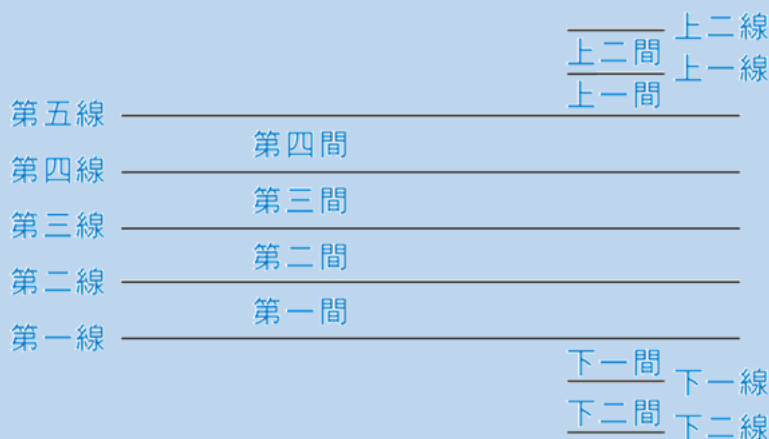 上二線
上二間
上一線
上一間
第五線
第四間
第四線
第三間
第三線
第二間
第二線
第一間
第一線
下一間
下一線
下二間
下二線